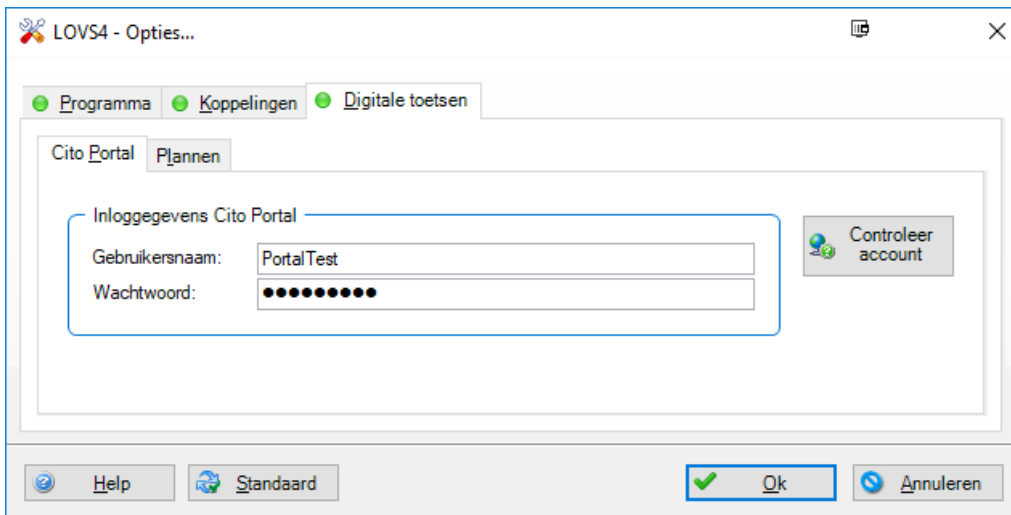 LOVS4 - Opties...
Programma Koppelingen Digitale toetsen
Cito Portal Plannen
Inloggegevens Cito Portal
Gebruikersnaam: PortalTest
Wachtwoord: ●●●●●●●●●
Controleer
account
Help Standaard Ok Annuleren